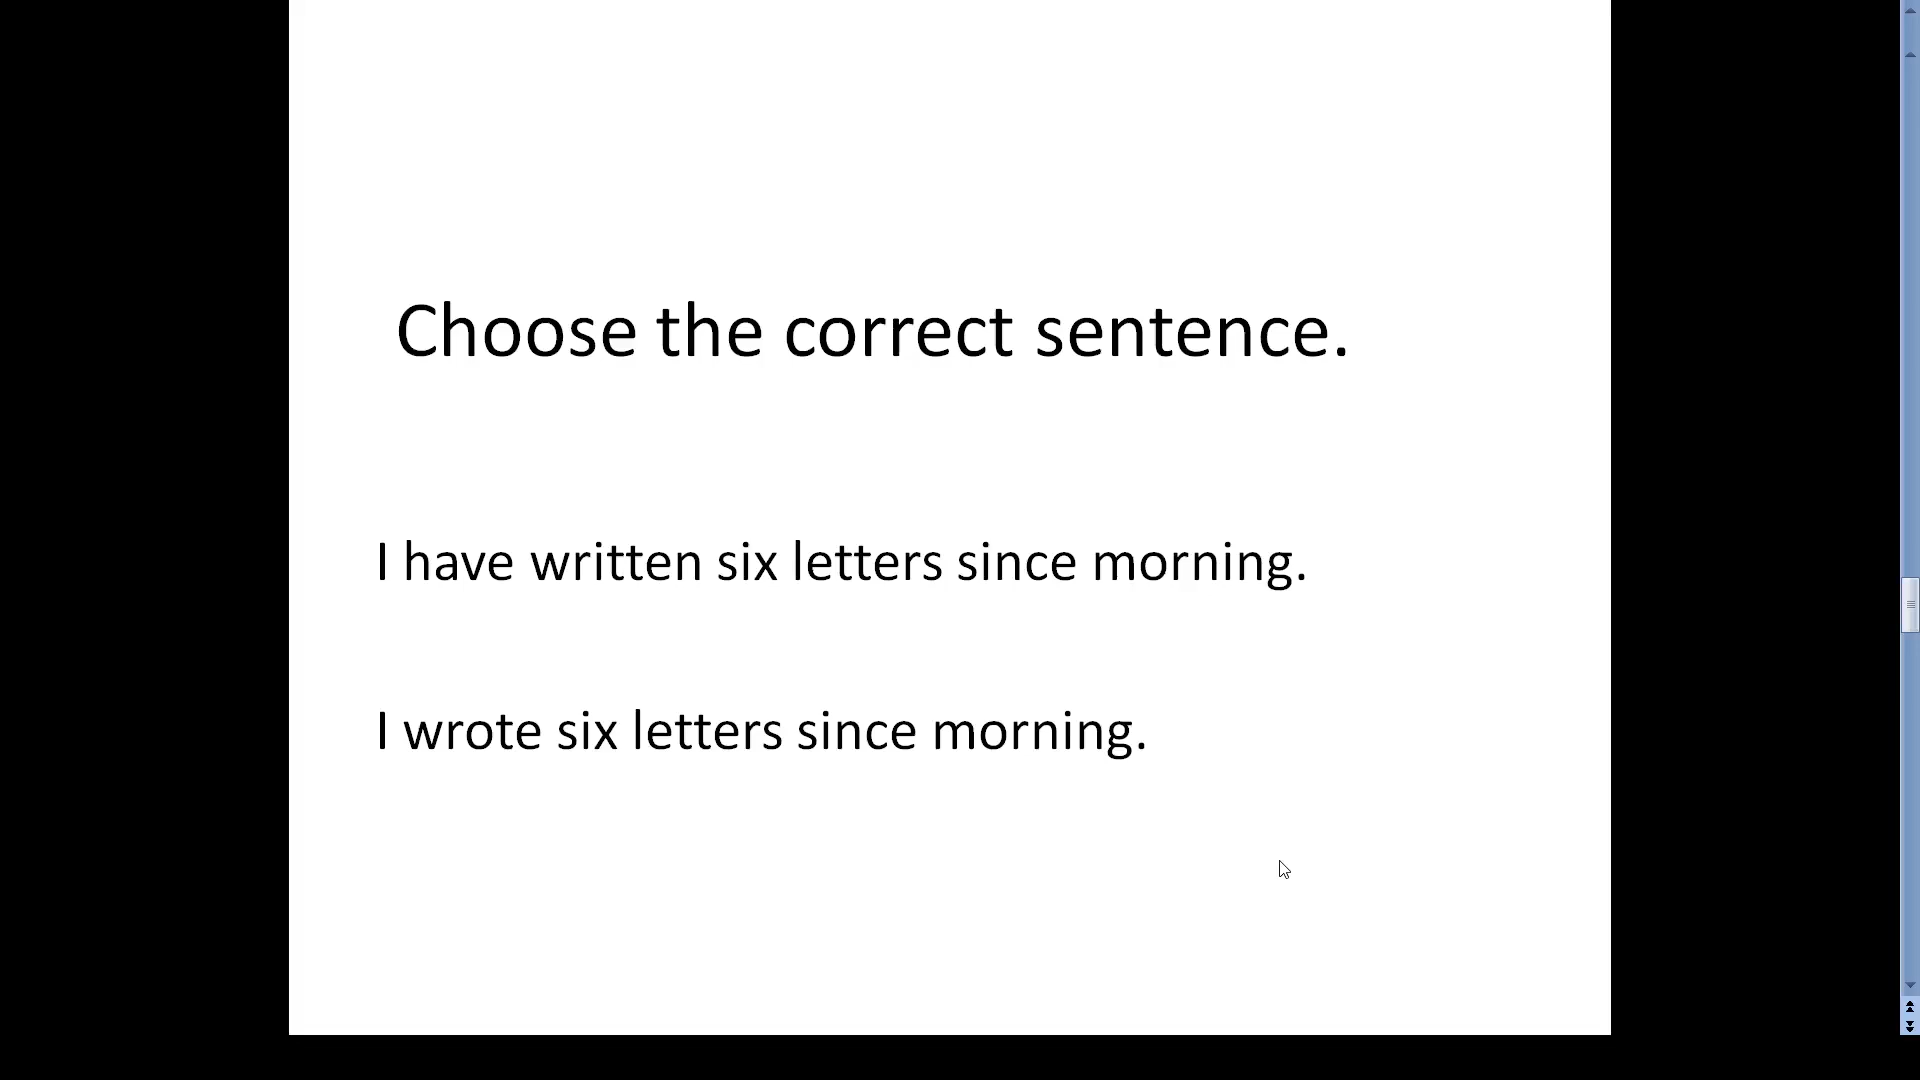 Choose the correct sentence.
I have written six letters since morning.
I wrote six letters since morning.